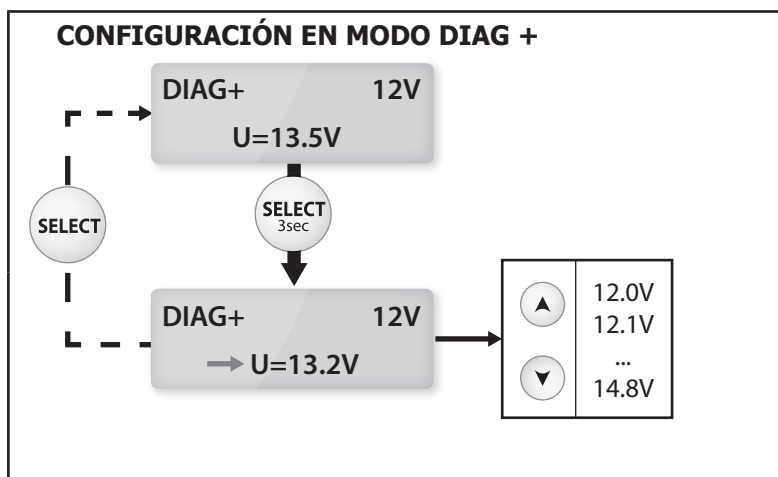 CONFIGURACIÓN EN MODO DIAG +
DIAG+ 12V
U=13.5V
SELECT
SELECT
3sec
DIAG+ 12V
U=13.2V
12.0V
12.1V
...
14.8V